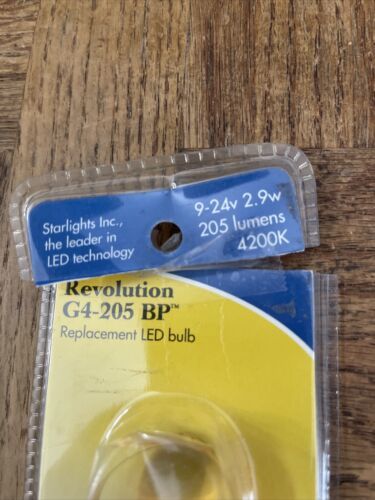 Starlights Inc.,
the leader in
LED technology
9-24v 2.9w
205 lumens
4200K
Revolution
G4-205 BP™
Replacement LED bulb